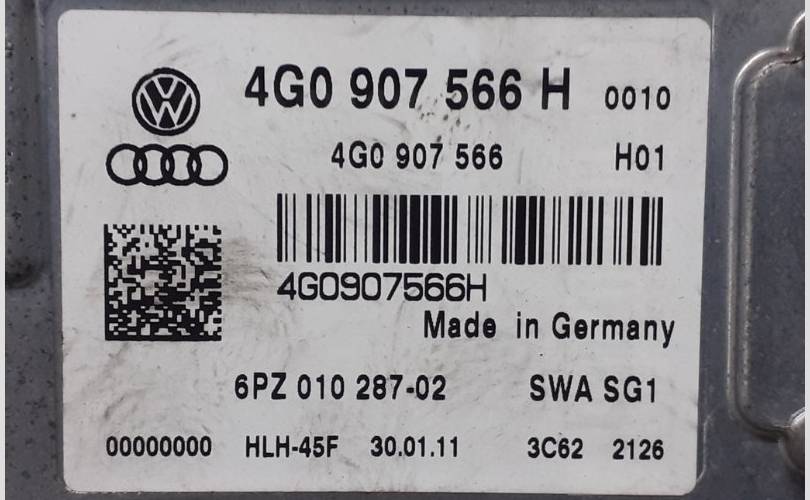 4G0 907 566 H 0010
4G0 907 566 H01
4G0907566H
Made in Germany
6PZ 010 287-02 SWA SG1
00000000 HLH-45F 30.01.11 3C62 2126